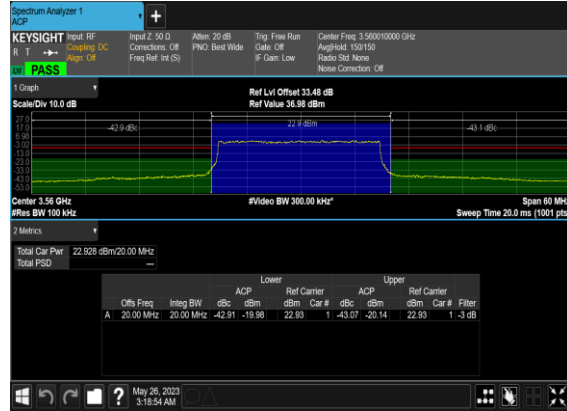 Spectrum Analyzer 1
ACP
+
KEYSIGHT
R T
LW PASS
Input: RF
Coupling: DC
Align: Off
Input Z: 50 Ω
Corrections: Off
Freq Ref: Int (S)
Atten: 20 dB
PNO: Best Wide
Trig: Free Run
Gate: Off
IF Gain: Low
Center Freq: 3.560010000 GHz
Avg|Hold: 150/150
Radio Std: None
Noise Correction: Off
1 Graph
Scale/Div 10.0 dB
Ref Lvl Offset 33.48 dB
Ref Value 36.98 dBm
27.0
17.0
6.98
-3.02
-13.0
-23.0
-33.0
-43.0
-53.0
-42.9 dBc
22.9 dBm
-43.1 dBc
Center 3.56 GHz
#Res BW 100 kHz
#Video BW 300.00 kHz*
Span 60 MHz
Sweep Time 20.0 ms (1001 pts)
2 Metrics
Total Car Pwr 22.928 dBm/20.00 MHz
Total PSD ---
Lower Upper
ACP Ref Carrier ACP Ref Carrier
Offs Freq Integ BW dBc dBm dBm Car # dBc dBm dBm Car # Filter
A 20.00 MHz 20.00 MHz -42.91 -19.98 22.93 1 -43.07 -20.14 22.93 1 -3 dB
?
May 26, 2023
3:18:54 AM